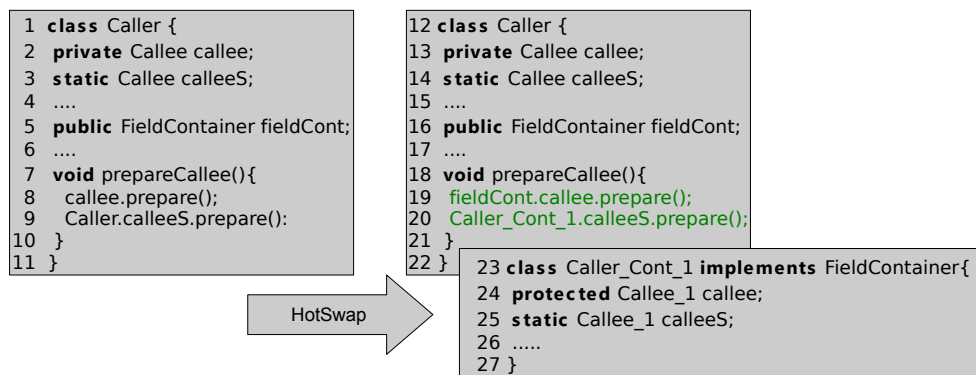 1 class Caller {
2 private Callee callee;
3 static Callee calleeS;
4 ....
5 public FieldContainer fieldCont;
6 ....
7 void prepareCallee(){
8 callee.prepare();
9 Caller.calleeS.prepare():
10 }
11 }
12 class Caller {
13 private Callee callee;
14 static Callee calleeS;
15 ....
16 public FieldContainer fieldCont;
17 ....
18 void prepareCallee(){
19 fieldCont.callee.prepare();
20 Caller_Cont_1.calleeS.prepare();
21 }
22 }
HotSwap
23 class Caller_Cont_1 implements FieldContainer{
24 protected Callee_1 callee;
25 static Callee_1 calleeS;
26 .....
27 }